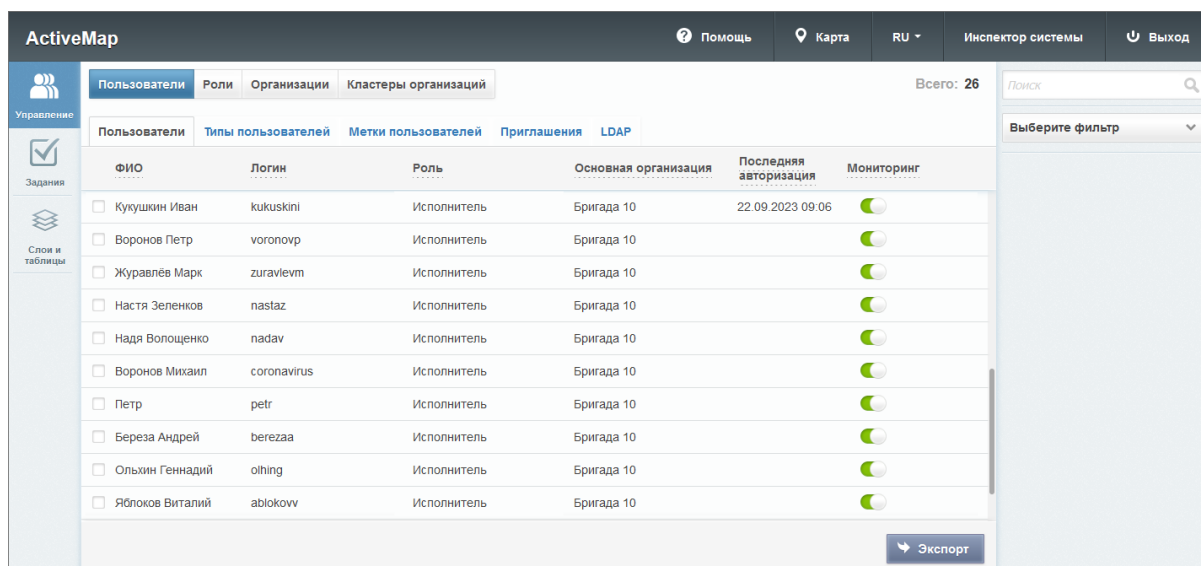 ActiveMap Помощь Карта RU Инспектор системы Выход
Управление
Задания
Слои и
таблицы
Пользователи Роли Организации Кластеры организаций Всего: 26
Пользователи Типы пользователей Метки пользователей Приглашения LDAP
ФИО Логин Роль Основная организация Последняя авторизация Мониторинг
Кукушкин Иван kukuskini Исполнитель Бригада 10 22.09.2023 09:06
Воронов Петр voronovp Исполнитель Бригада 10
Журавлёв Марк zuravlevm Исполнитель Бригада 10
Настя Зеленков nastaz Исполнитель Бригада 10
Надя Волощенко nadav Исполнитель Бригада 10
Воронов Михаил coronavirus Исполнитель Бригада 10
Петр petr Исполнитель Бригада 10
Береза Андрей berezaa Исполнитель Бригада 10
Ольхин Геннадий olhing Исполнитель Бригада 10
Яблоков Виталий ablokovv Исполнитель Бригада 10
Экспорт
Поиск
Выберите фильтр